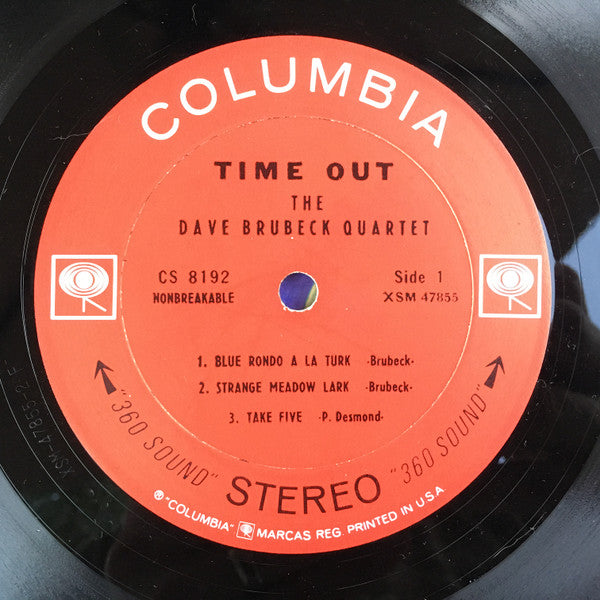 COLUMBIA
TIME OUT
THE
DAVE BRUBECK QUARTET
CS 8192
NONBREAKABLE
Side 1
XSM 47855
1. BLUE RONDO A LA TURK -Brubeck-
2. STRANGE MEADOW LARK -Brubeck-
3. TAKE FIVE -P. Desmond-
"360 SOUND" STEREO "360 SOUND"
® "COLUMBIA" MARCAS REG. PRINTED IN U.S.A.
XSM-47855-2F